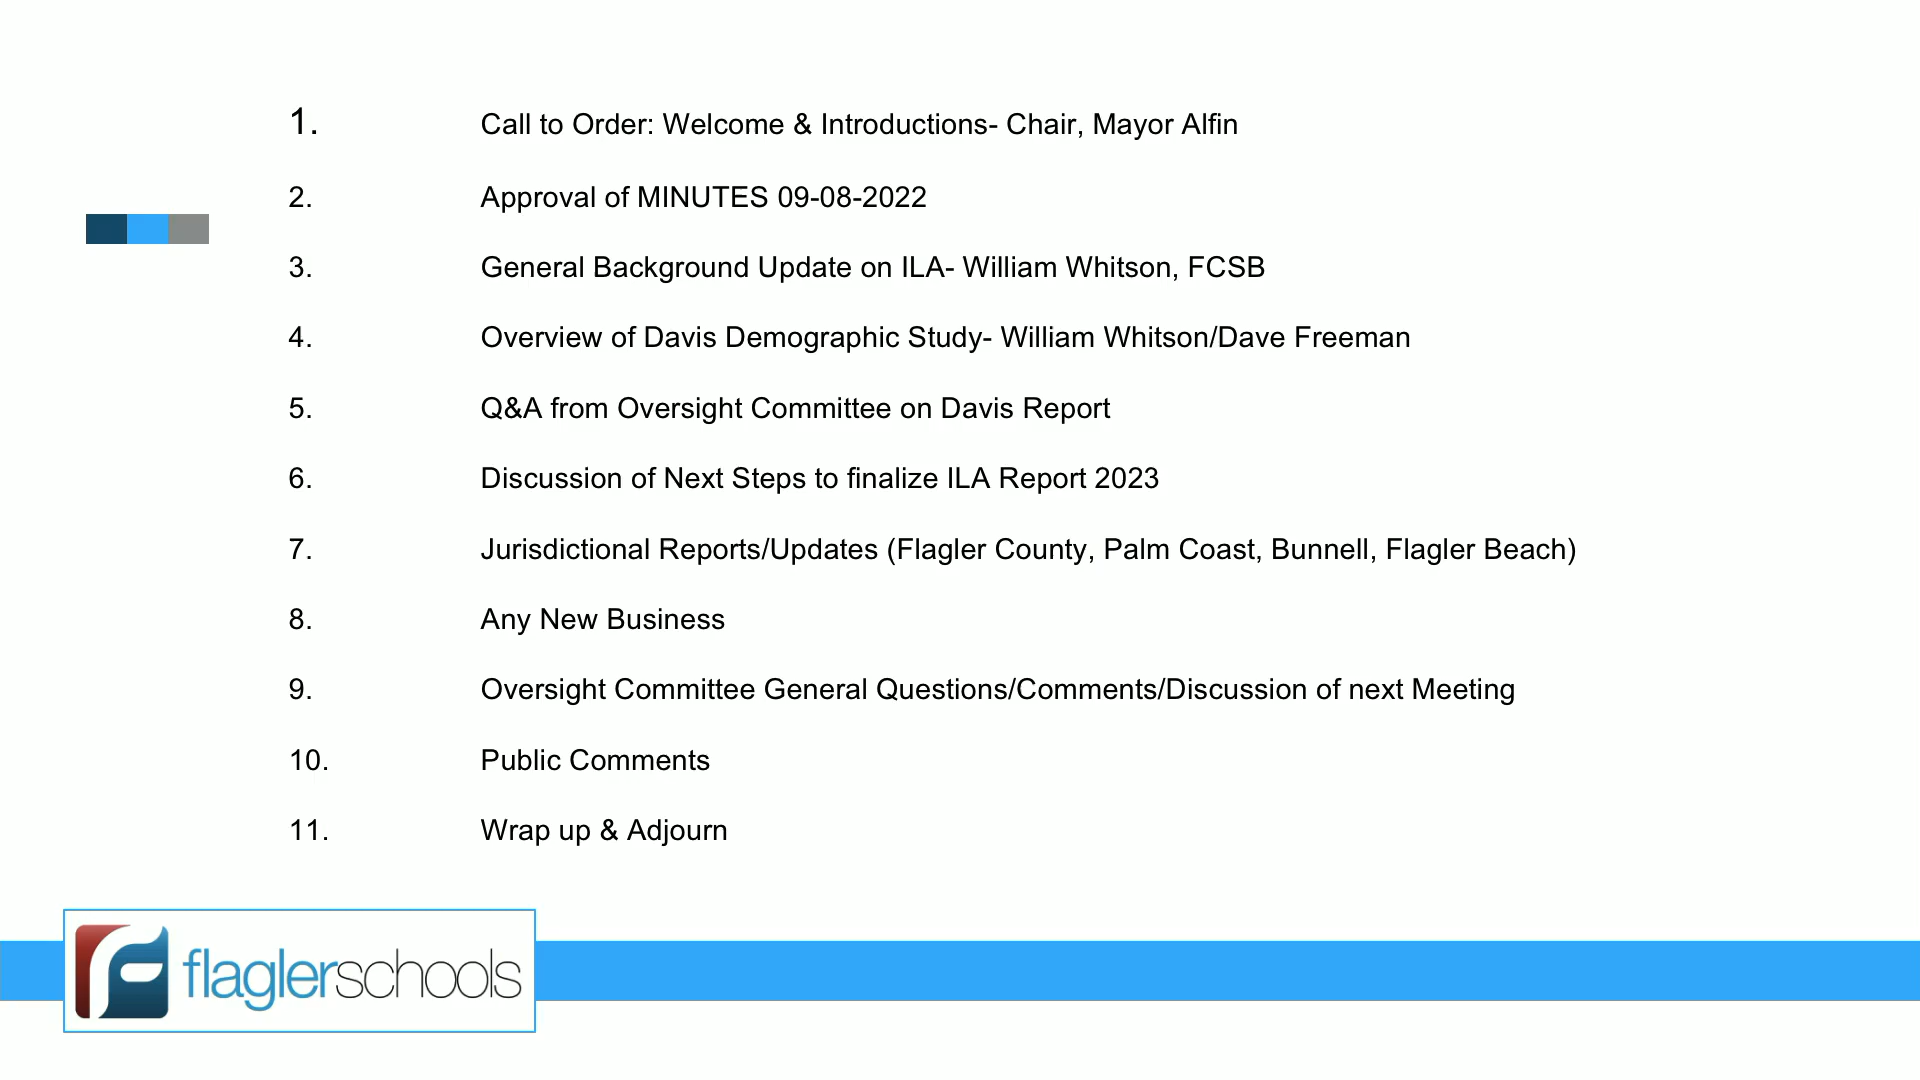 1. Call to Order: Welcome & Introductions- Chair, Mayor Alfin
2. Approval of MINUTES 09-08-2022
3. General Background Update on ILA- William Whitson, FCSB
4. Overview of Davis Demographic Study- William Whitson/Dave Freeman
5. Q&A from Oversight Committee on Davis Report
6. Discussion of Next Steps to finalize ILA Report 2023
7. Jurisdictional Reports/Updates (Flagler County, Palm Coast, Bunnell, Flagler Beach)
8. Any New Business
9. Oversight Committee General Questions/Comments/Discussion of next Meeting
10. Public Comments
11. Wrap up & Adjourn
flaglerschools